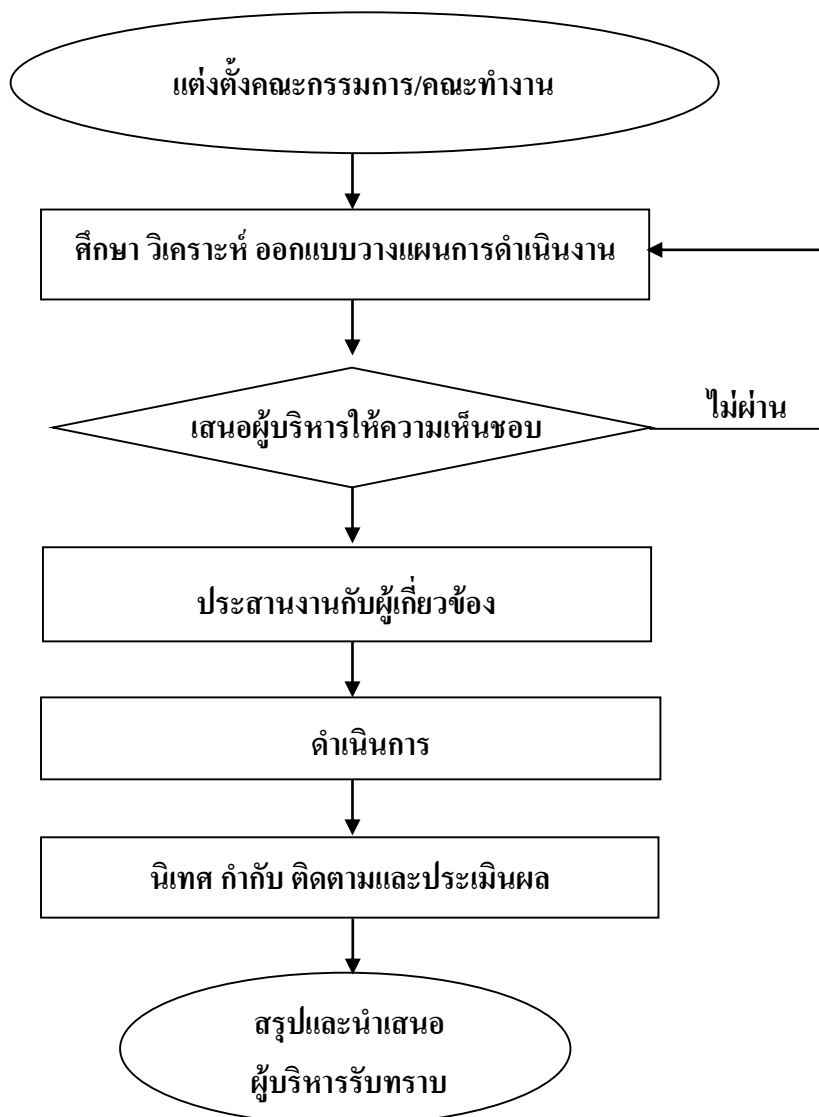 แต่งตั้งคณะกรรมการ/คณะทำงาน
ศึกษา วิเคราะห์ ออกแบบวางแผนการดำเนินงาน
ไม่ผ่าน
เสนอผู้บริหารให้ความเห็นชอบ
ประสานงานกับผู้เกี่ยวข้อง
ดำเนินการ
นิเทศ กำกับ ติดตามและประเมินผล
สรุปและนำเสนอ
ผู้บริหารรับทราบ